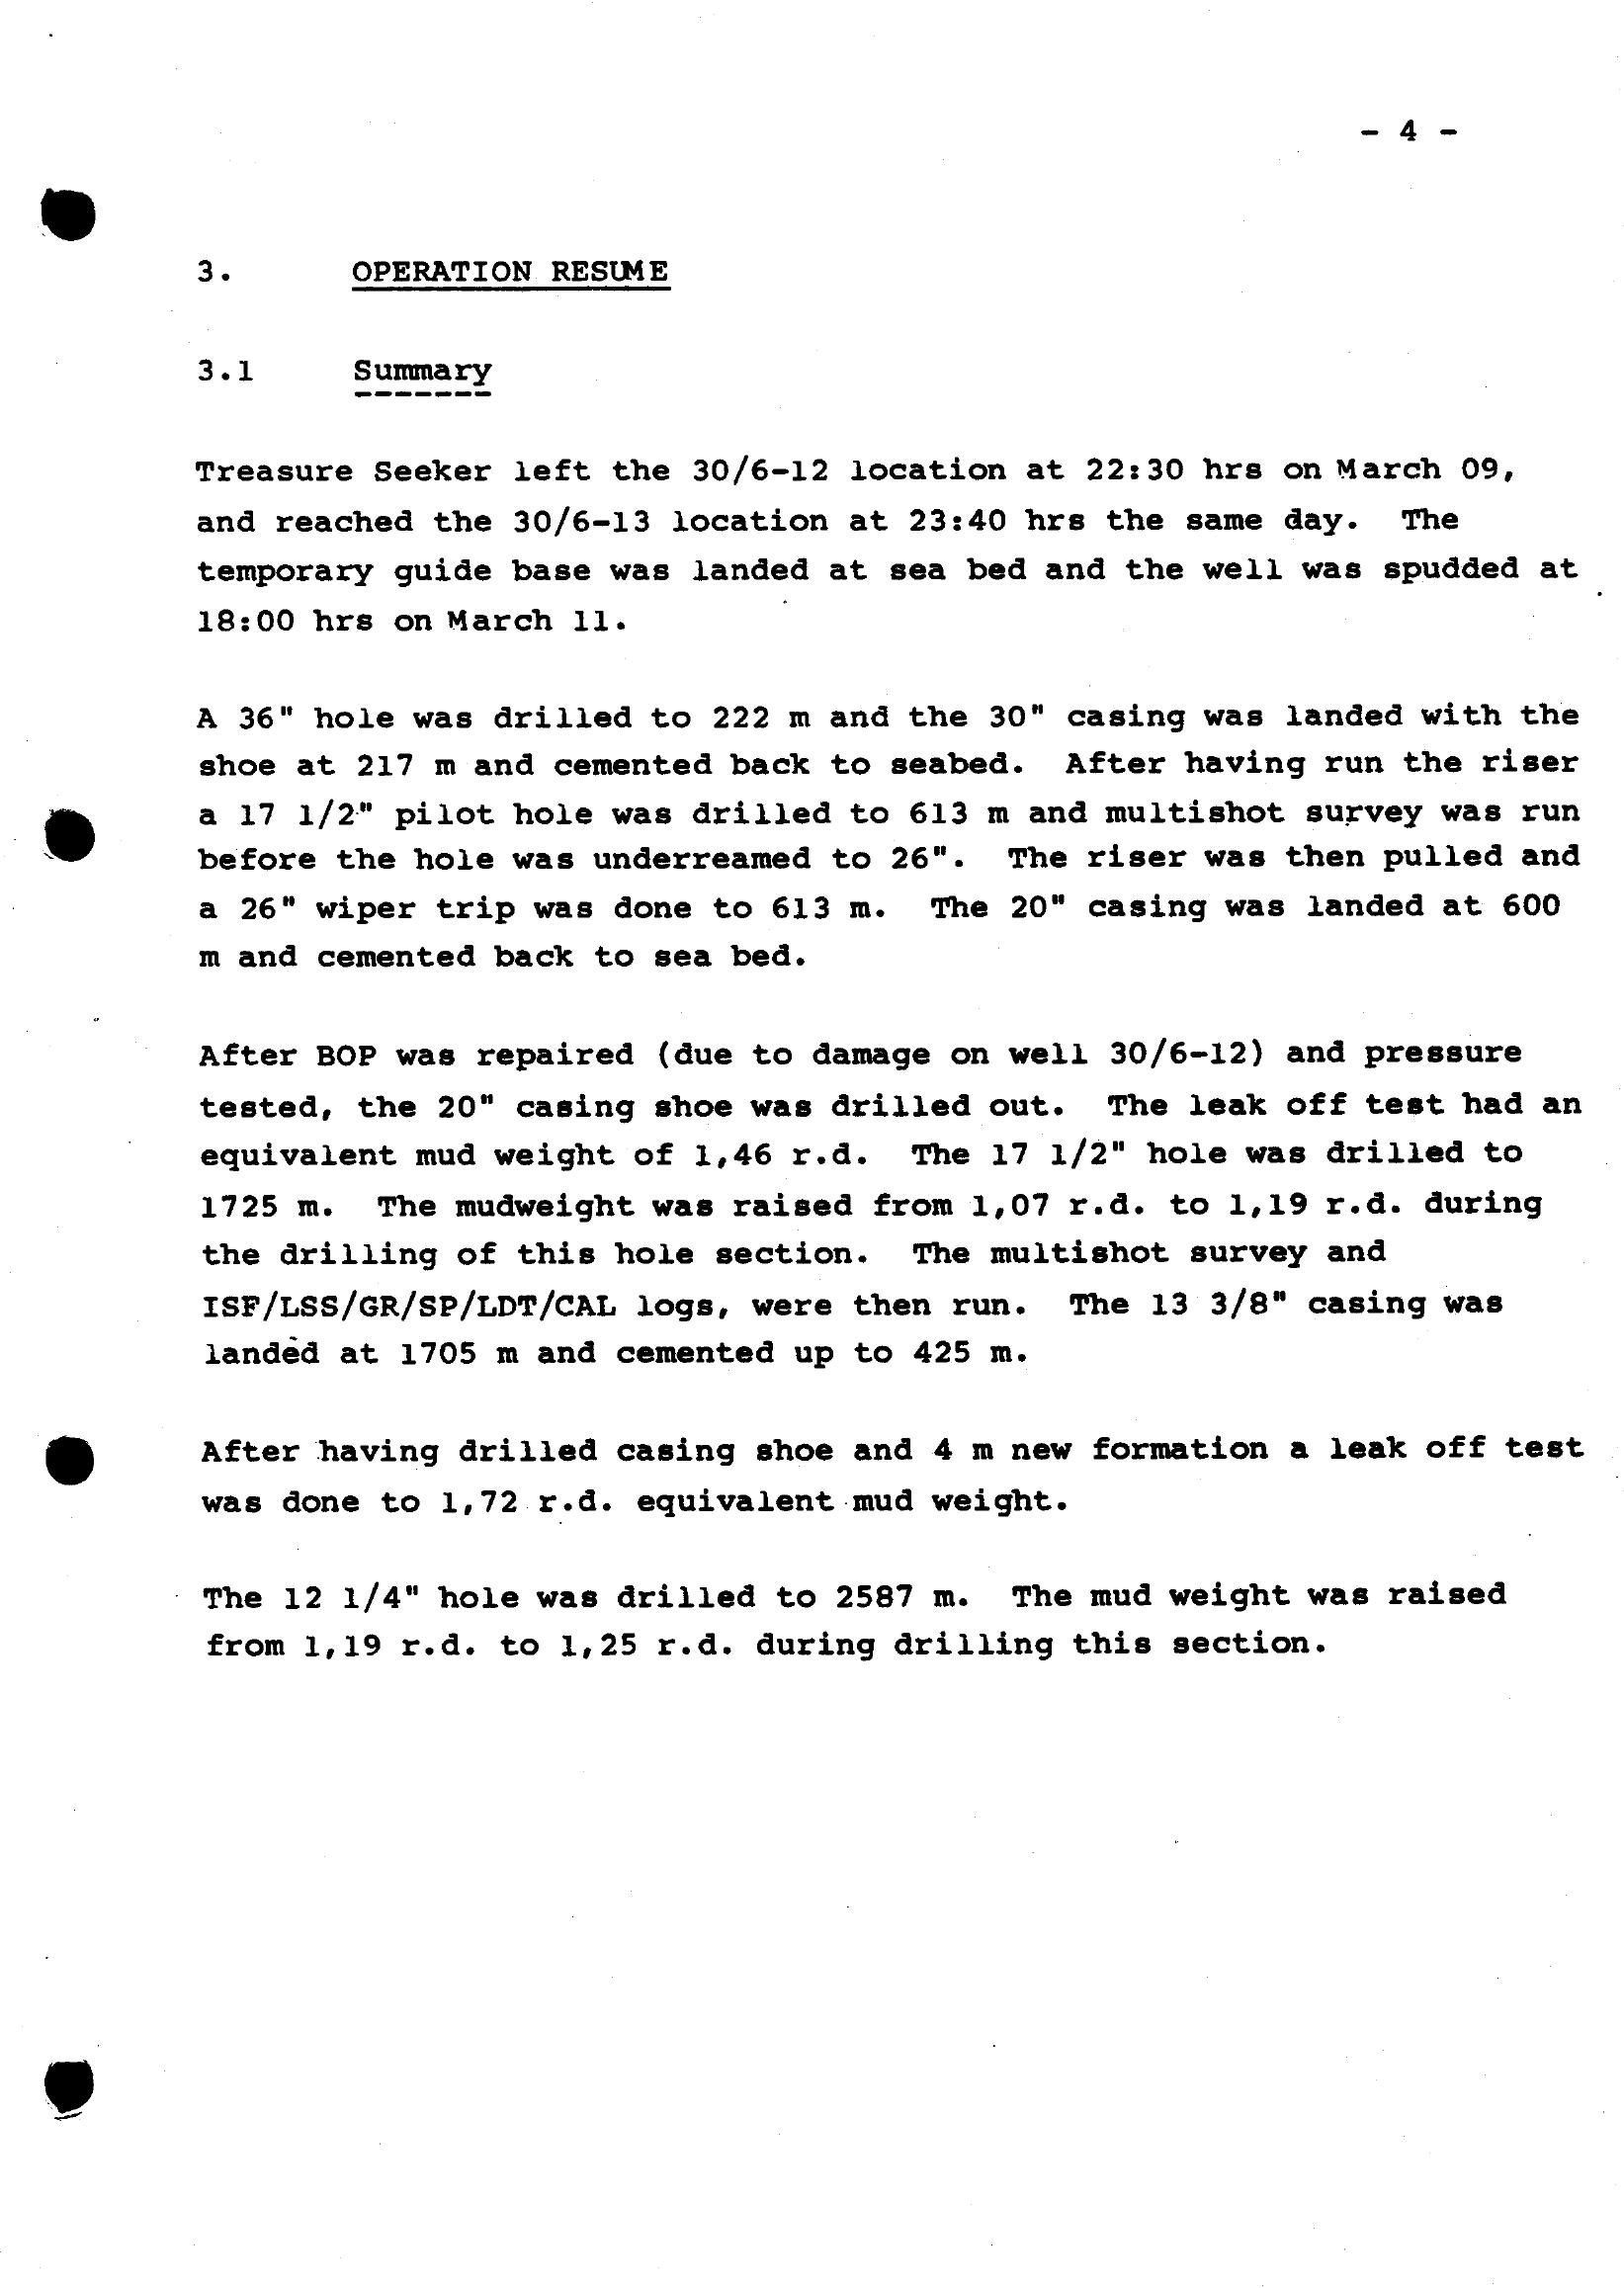 - 4 -
3. OPERATION RESUME
3.1 Summary
Treasure Seeker left the 30/6-12 location at 22:30 hrs on March 09,
and reached the 30/6-13 location at 23:40 hrs the same day. The
temporary guide base was landed at sea bed and the well was spudded at
18:00 hrs on March 11.
A 36" hole was drilled to 222 m and the 30" casing was landed with the
shoe at 217 m and cemented back to seabed. After having run the riser
a 17 1/2" pilot hole was drilled to 613 m and multishot survey was run
before the hole was underreamed to 26". The riser was then pulled and
a 26" wiper trip was done to 613 m. The 20" casing was landed at 600
m and cemented back to sea bed.
After BOP was repaired (due to damage on well 30/6-12) and pressure
tested, the 20" casing shoe was drilled out. The leak off test had an
equivalent mud weight of 1,46 r.d. The 17 1/2" hole was drilled to
1725 m. The mudweight was raised from 1,07 r.d. to 1,19 r.d. during
the drilling of this hole section. The multishot survey and
ISF/LSS/GR/SP/LDT/CAL logs, were then run. The 13 3/8" casing was
landed at 1705 m and cemented up to 425 m.
After having drilled casing shoe and 4 m new formation a leak off test
was done to 1,72 r.d. equivalent mud weight.
The 12 1/4" hole was drilled to 2587 m. The mud weight was raised
from 1,19 r.d. to 1,25 r.d. during drilling this section.